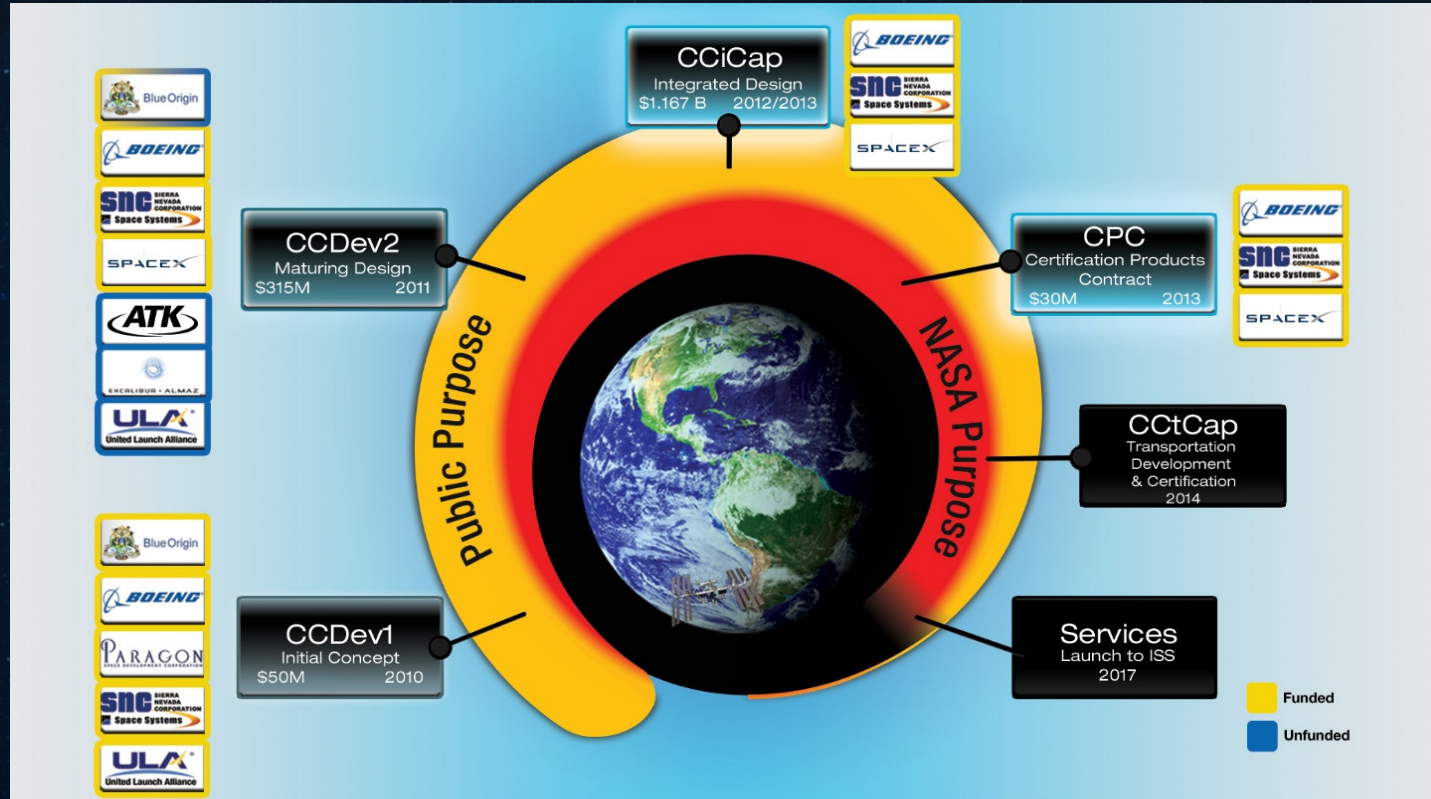 CCiCap
Integrated Design
$1.167 B 2012/2013
BOEING
snc SIERRA NEVADA CORPORATION
Space Systems
SPACEX
BlueOrigin
BOEING
snc SIERRA NEVADA CORPORATION
Space Systems
SPACEX
ATK
EXCALIBUR · ALMAZ
ULA
United Launch Alliance
CCDev2
Maturing Design
$315M 2011
CPC
Certification Products
Contract
$30M 2013
BOEING
snc SIERRA NEVADA CORPORATION
Space Systems
SPACEX
Public Purpose
NASA Purpose
CCtCap
Transportation
Development
& Certification
2014
BlueOrigin
BOEING
PARAGON
SPACE DEVELOPMENT CORPORATION
snc SIERRA NEVADA CORPORATION
Space Systems
ULA
United Launch Alliance
CCDev1
Initial Concept
$50M 2010
Services
Launch to ISS
2017
Funded
Unfunded